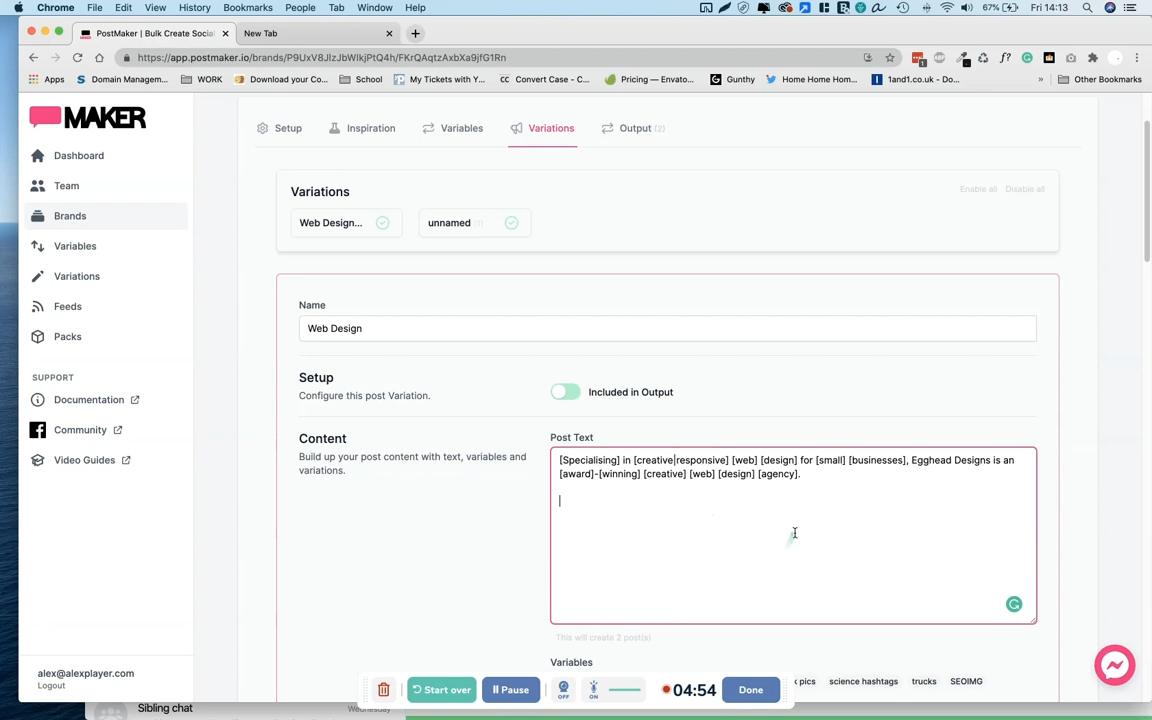 Chrome File Edit View History Bookmarks People Tab Window Help
67% Fri 14:13
PostMaker | Bulk Create Social
New Tab
https://app.postmaker.io/brands/P9UxV8JlzJbWIkjPtQ4h/FKrQAqtzAxbXa9jfG1Rn
Apps Domain Managem... WORK Download your Co... School My Tickets with Y... CC Convert Case - C... Pricing — Envato... Gunthy Home Home Hom... 1and1.co.uk - Do... » Other Bookmarks
MAKER
Setup Inspiration Variables Variations Output (2)
Dashboard
Team
Brands
Variables
Variations
Feeds
Packs
SUPPORT
Documentation
Community
Video Guides
alex@alexplayer.com
Logout
Variations
Enable all Disable all
Web Design...
unnamed (1)
Name
Web Design
Setup
Configure this post Variation.
Included in Output
Content
Build up your post content with text, variables and
variations.
Post Text
[Specialising] in [creative|responsive] [web] [design] for [small] [businesses], Egghead Designs is an
[award]-[winning] [creative] [web] [design] [agency].
This will create 2 post(s)
Variables
k pics science hashtags trucks SEOIMG
Start over
Pause
OFF
ON
04:54
Done
Sibling chat
Wednesday